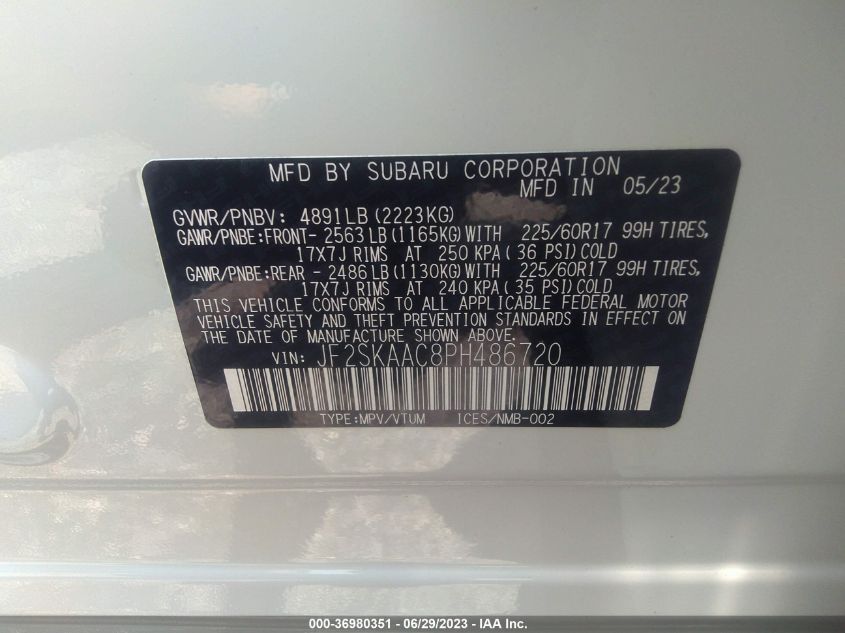 MFD BY SUBARU CORPORATION
MFD IN 05/23
GVWR/PNBV: 4891LB(2223KG)
GAWR/PNBE:FRONT- 2563LB(1165KG)WITH 225/60R17 99H TIRES,
17X7J RIMS AT 250 KPA( 36 PSI)COLD
GAWR/PNBE:REAR - 2486LB(1130KG)WITH 225/60R17 99H TIRES,
17X7J RIMS AT 240 KPA( 35 PSI)COLD
THIS VEHICLE CONFORMS TO ALL APPLICABLE FEDERAL MOTOR
VEHICLE SAFETY AND THEFT PREVENTION STANDARDS IN EFFECT ON
THE DATE OF MANUFACTURE SHOWN ABOVE.
VIN: JF2SKAAC8PH486720
TYPE:MPV/VTUM ICES/NMB-002
000-36980351 - 06/29/2023 - IAA Inc.